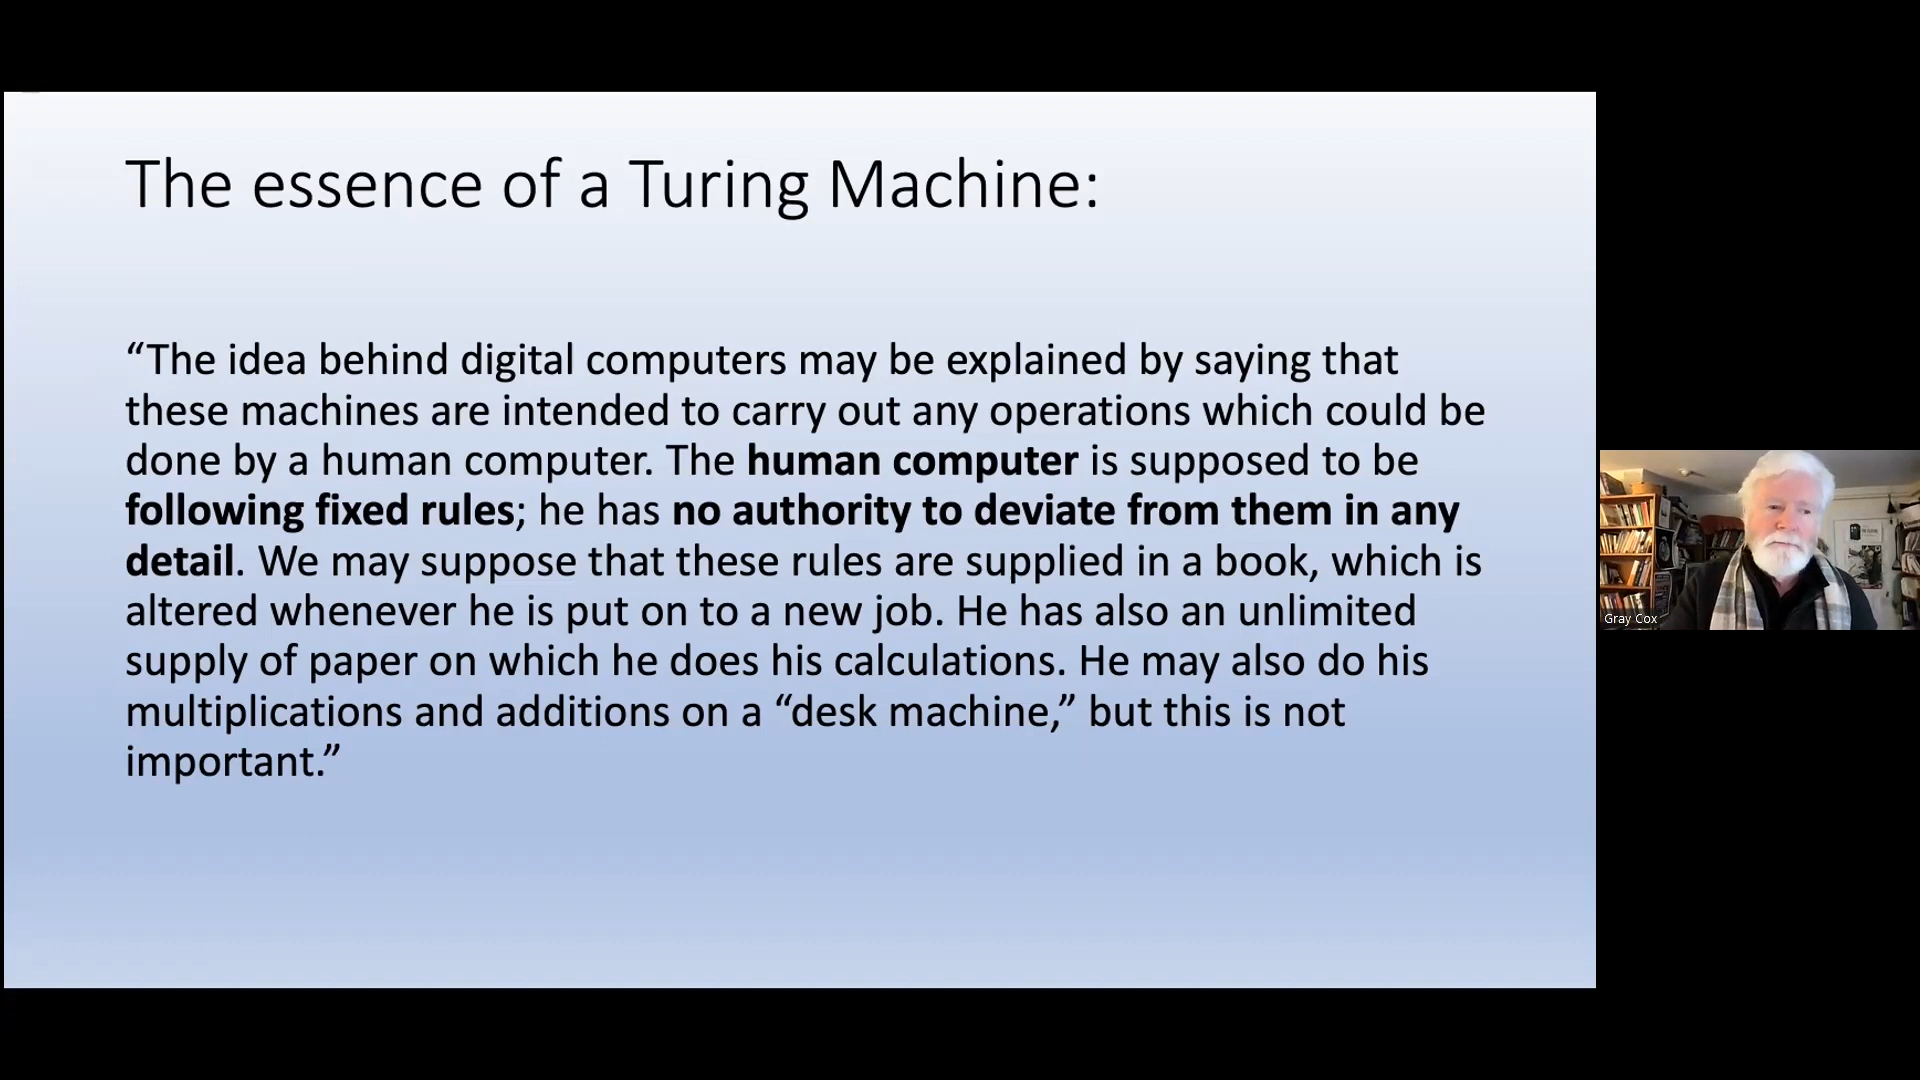 The essence of a Turing Machine:
“The idea behind digital computers may be explained by saying that
these machines are intended to carry out any operations which could be
done by a human computer. The human computer is supposed to be
following fixed rules; he has no authority to deviate from them in any
detail. We may suppose that these rules are supplied in a book, which is
altered whenever he is put on to a new job. He has also an unlimited
supply of paper on which he does his calculations. He may also do his
multiplications and additions on a “desk machine,” but this is not
important.”
Gray Cox